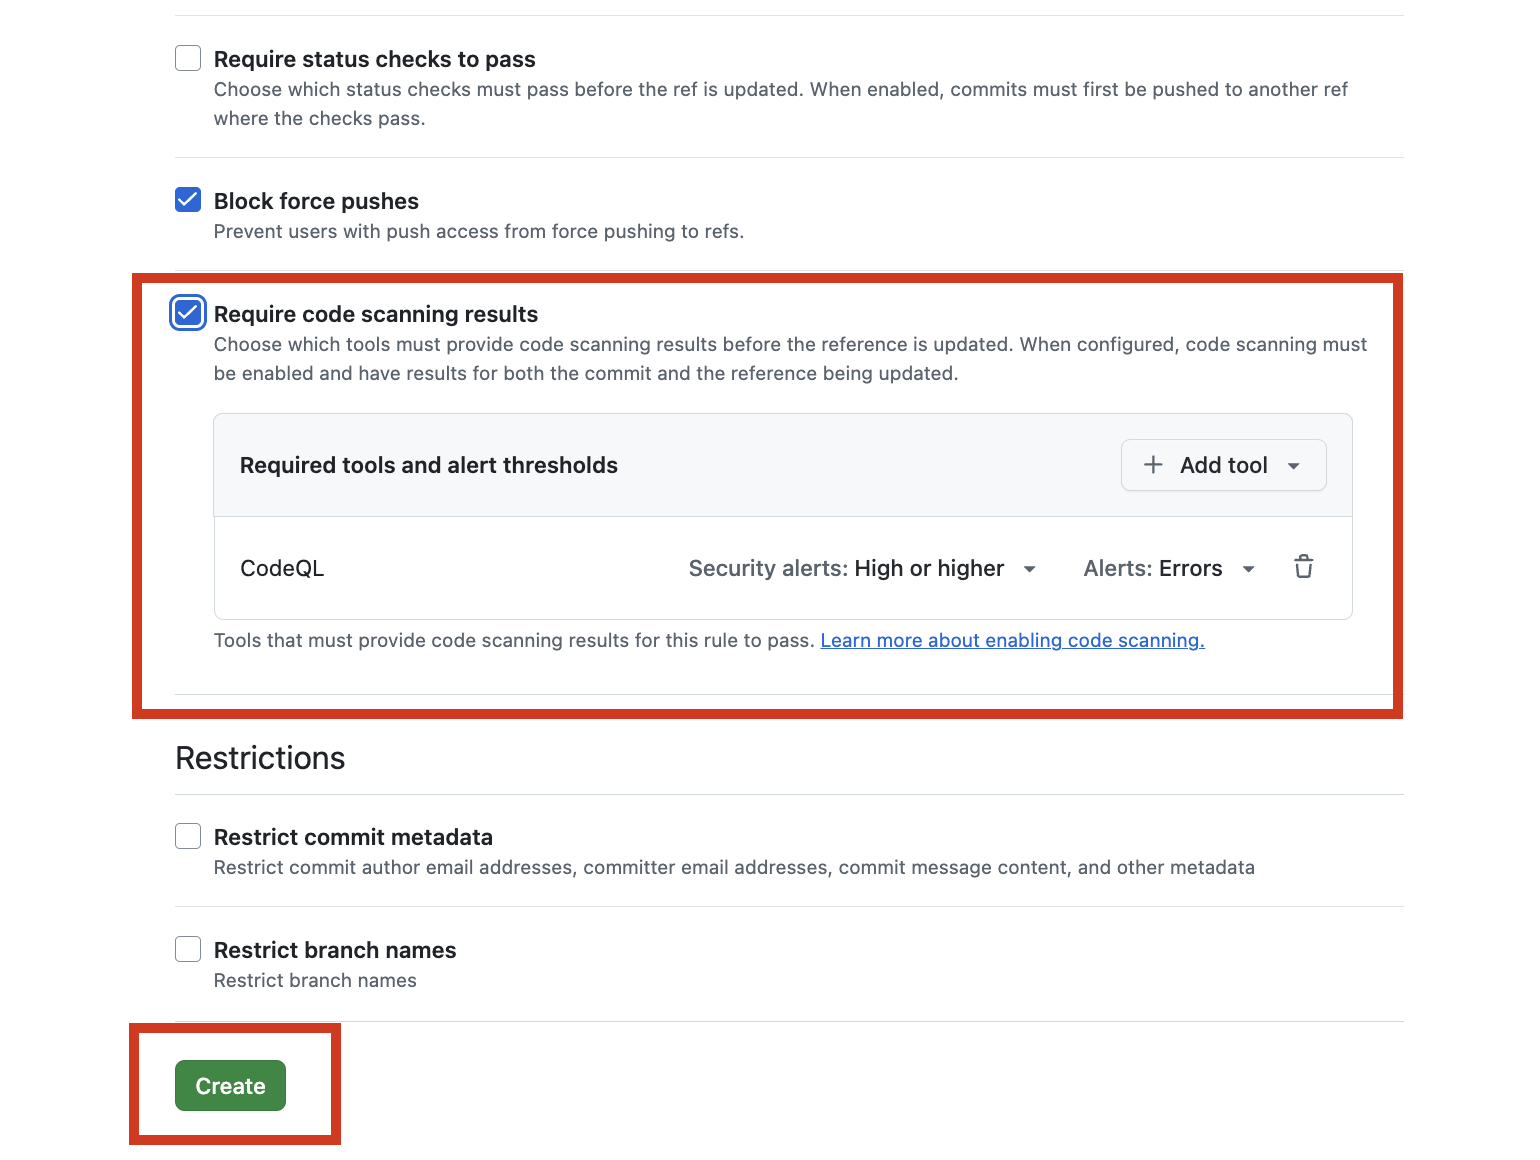 Require status checks to pass
Choose which status checks must pass before the ref is updated. When enabled, commits must first be pushed to another ref
where the checks pass.
Block force pushes
Prevent users with push access from force pushing to refs.
Require code scanning results
Choose which tools must provide code scanning results before the reference is updated. When configured, code scanning must
be enabled and have results for both the commit and the reference being updated.
Required tools and alert thresholds
Add tool
CodeQL
Security alerts: High or higher
Alerts: Errors
Tools that must provide code scanning results for this rule to pass. Learn more about enabling code scanning.
Restrictions
Restrict commit metadata
Restrict commit author email addresses, committer email addresses, commit message content, and other metadata
Restrict branch names
Restrict branch names
Create